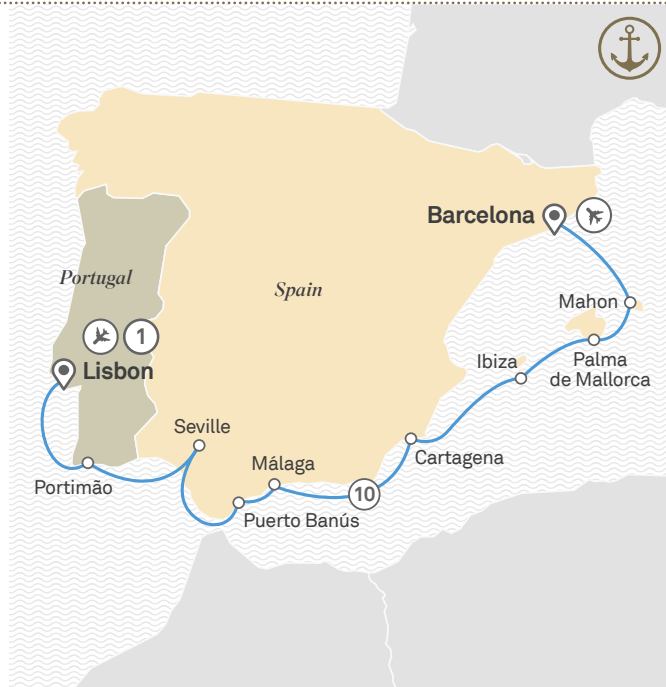 Barcelona
Portugal
Spain
Mahon
1
Lisbon
Ibiza
Palma
de Mallorca
Seville
Málaga
Cartagena
Portimão
10
Puerto Banús